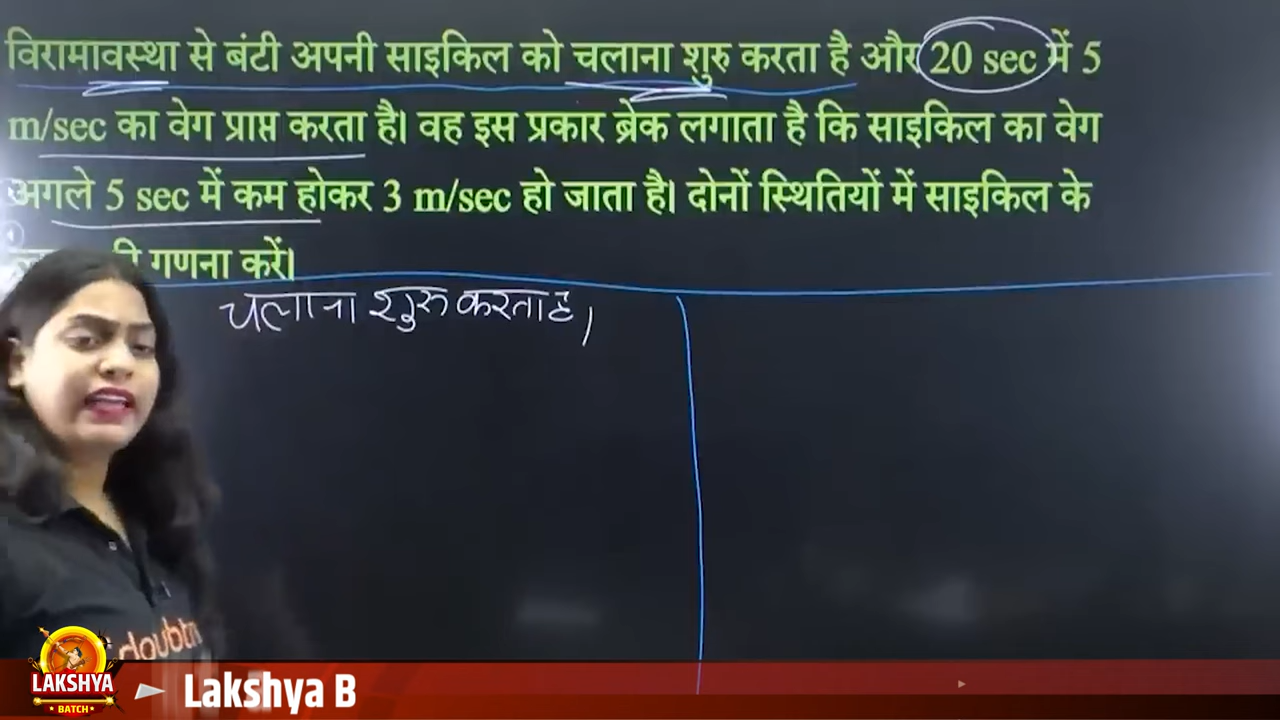 विरामावस्था से बंटी अपनी साइकिल को चलाना शुरु करता है और 20 sec में 5
m/sec का वेग प्राप्त करता है। वह इस प्रकार ब्रेक लगाता है कि साइकिल का वेग
अगले 5 sec में कम होकर 3 m/sec हो जाता है। दोनों स्थितियों में साइकिल के
गणना करें।
चलाना शुरू करता है।
doubtn
LAKSHYA
BATCH
Lakshya B